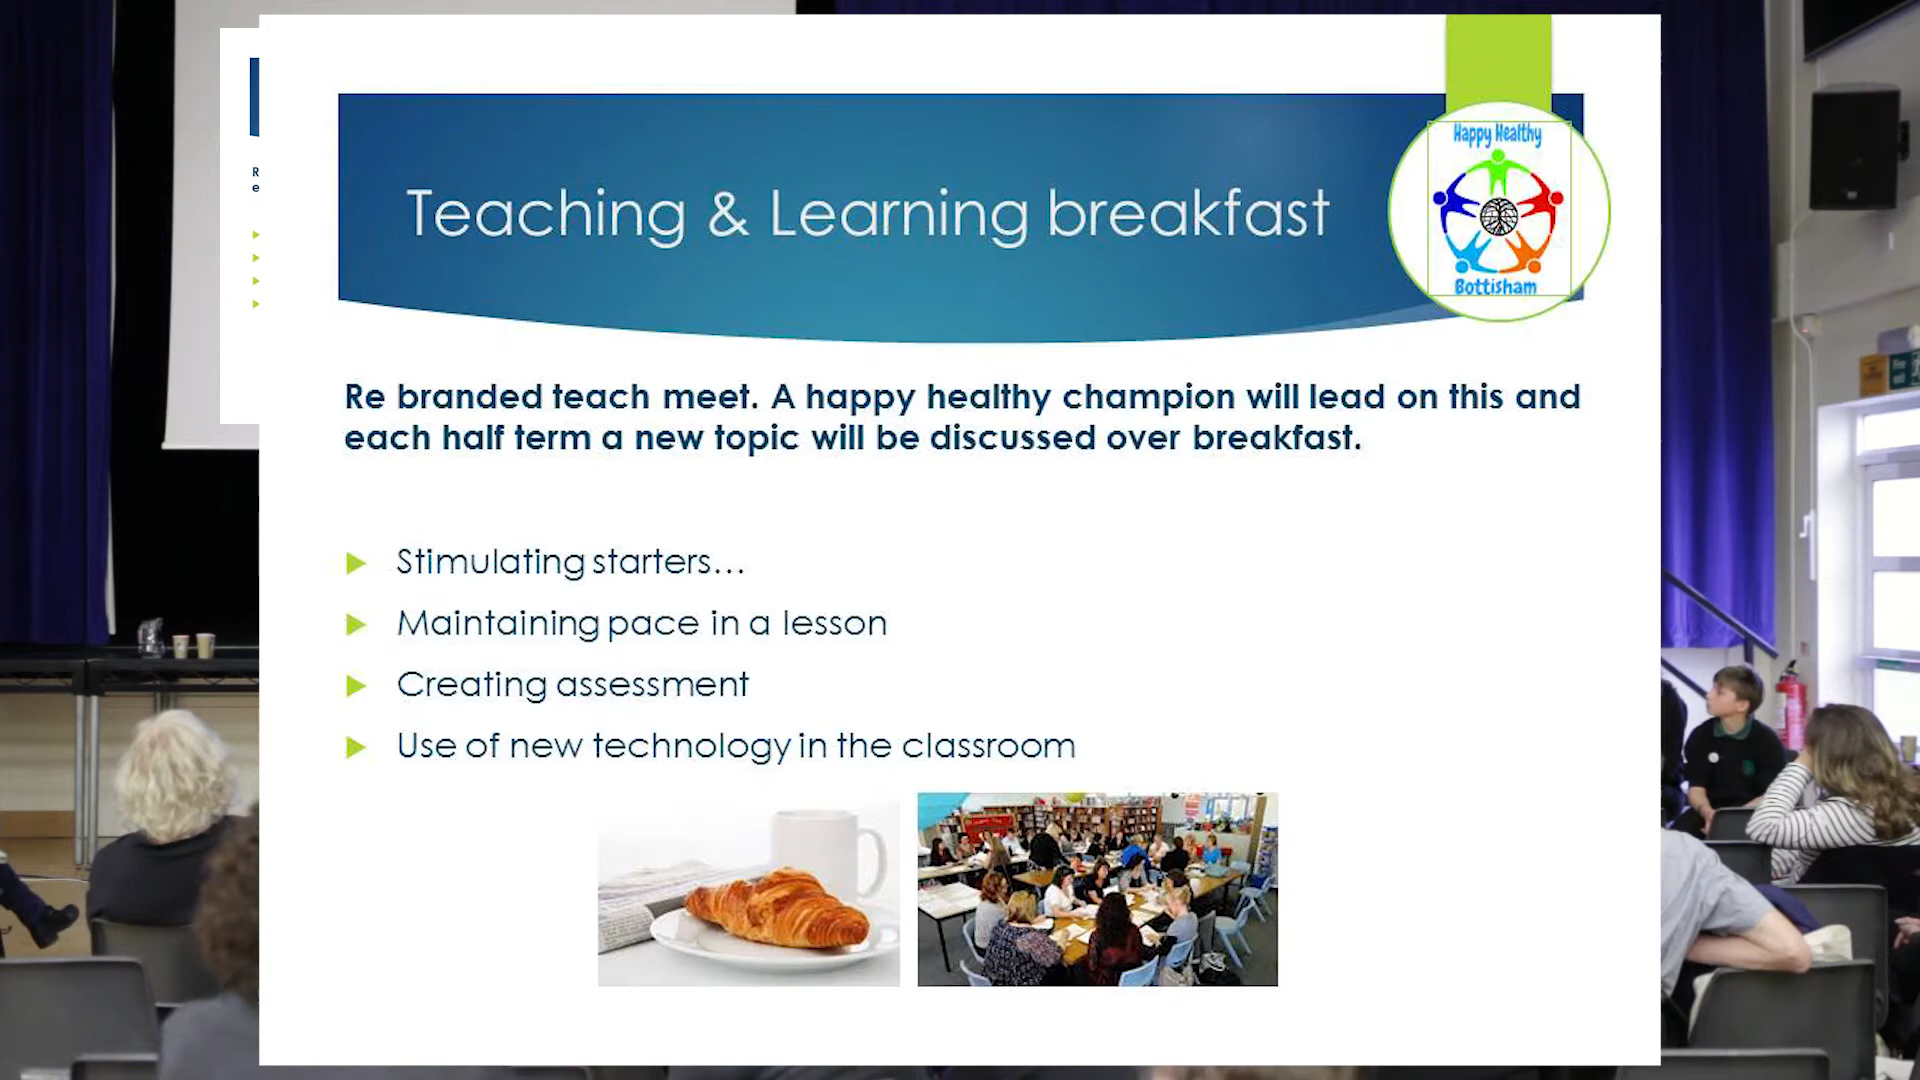 Teaching & Learning breakfast
Happy Healthy
Bottisham
Re branded teach meet. A happy healthy champion will lead on this and
each half term a new topic will be discussed over breakfast.
Stimulating starters...
Maintaining pace in a lesson
Creating assessment
Use of new technology in the classroom
R
e